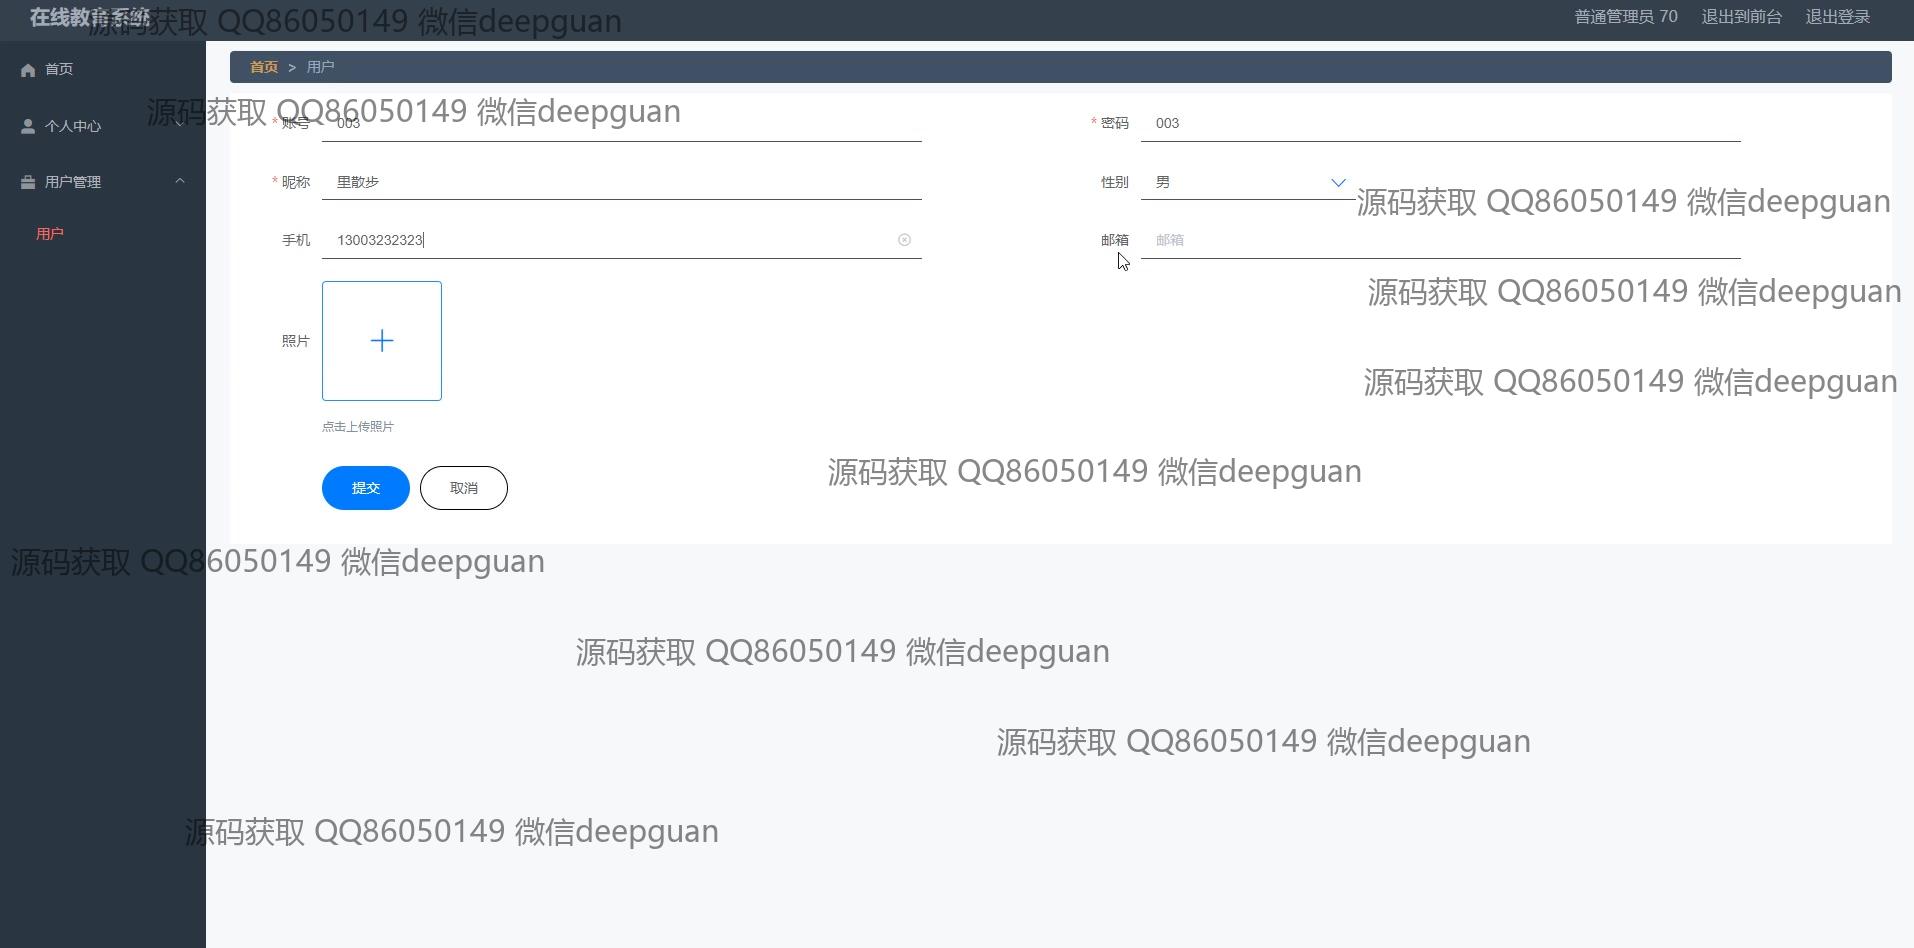 在线教育系统
源码获取 QQ86050149 微信deepguan
普通管理员 70 退出到前台 退出登录
首页
首页 > 用户
个人中心
源码获取 QQ86050149 微信deepguan
* 账号 003
* 密码 003
用户管理
* 昵称 里散步
性别 男
源码获取 QQ86050149 微信deepguan
用户
手机 13003232323
邮箱 邮箱
源码获取 QQ86050149 微信deepguan
照片
源码获取 QQ86050149 微信deepguan
点击上传照片
源码获取 QQ86050149 微信deepguan
提交 取消
源码获取 QQ86050149 微信deepguan
源码获取 QQ86050149 微信deepguan
源码获取 QQ86050149 微信deepguan
源码获取 QQ86050149 微信deepguan